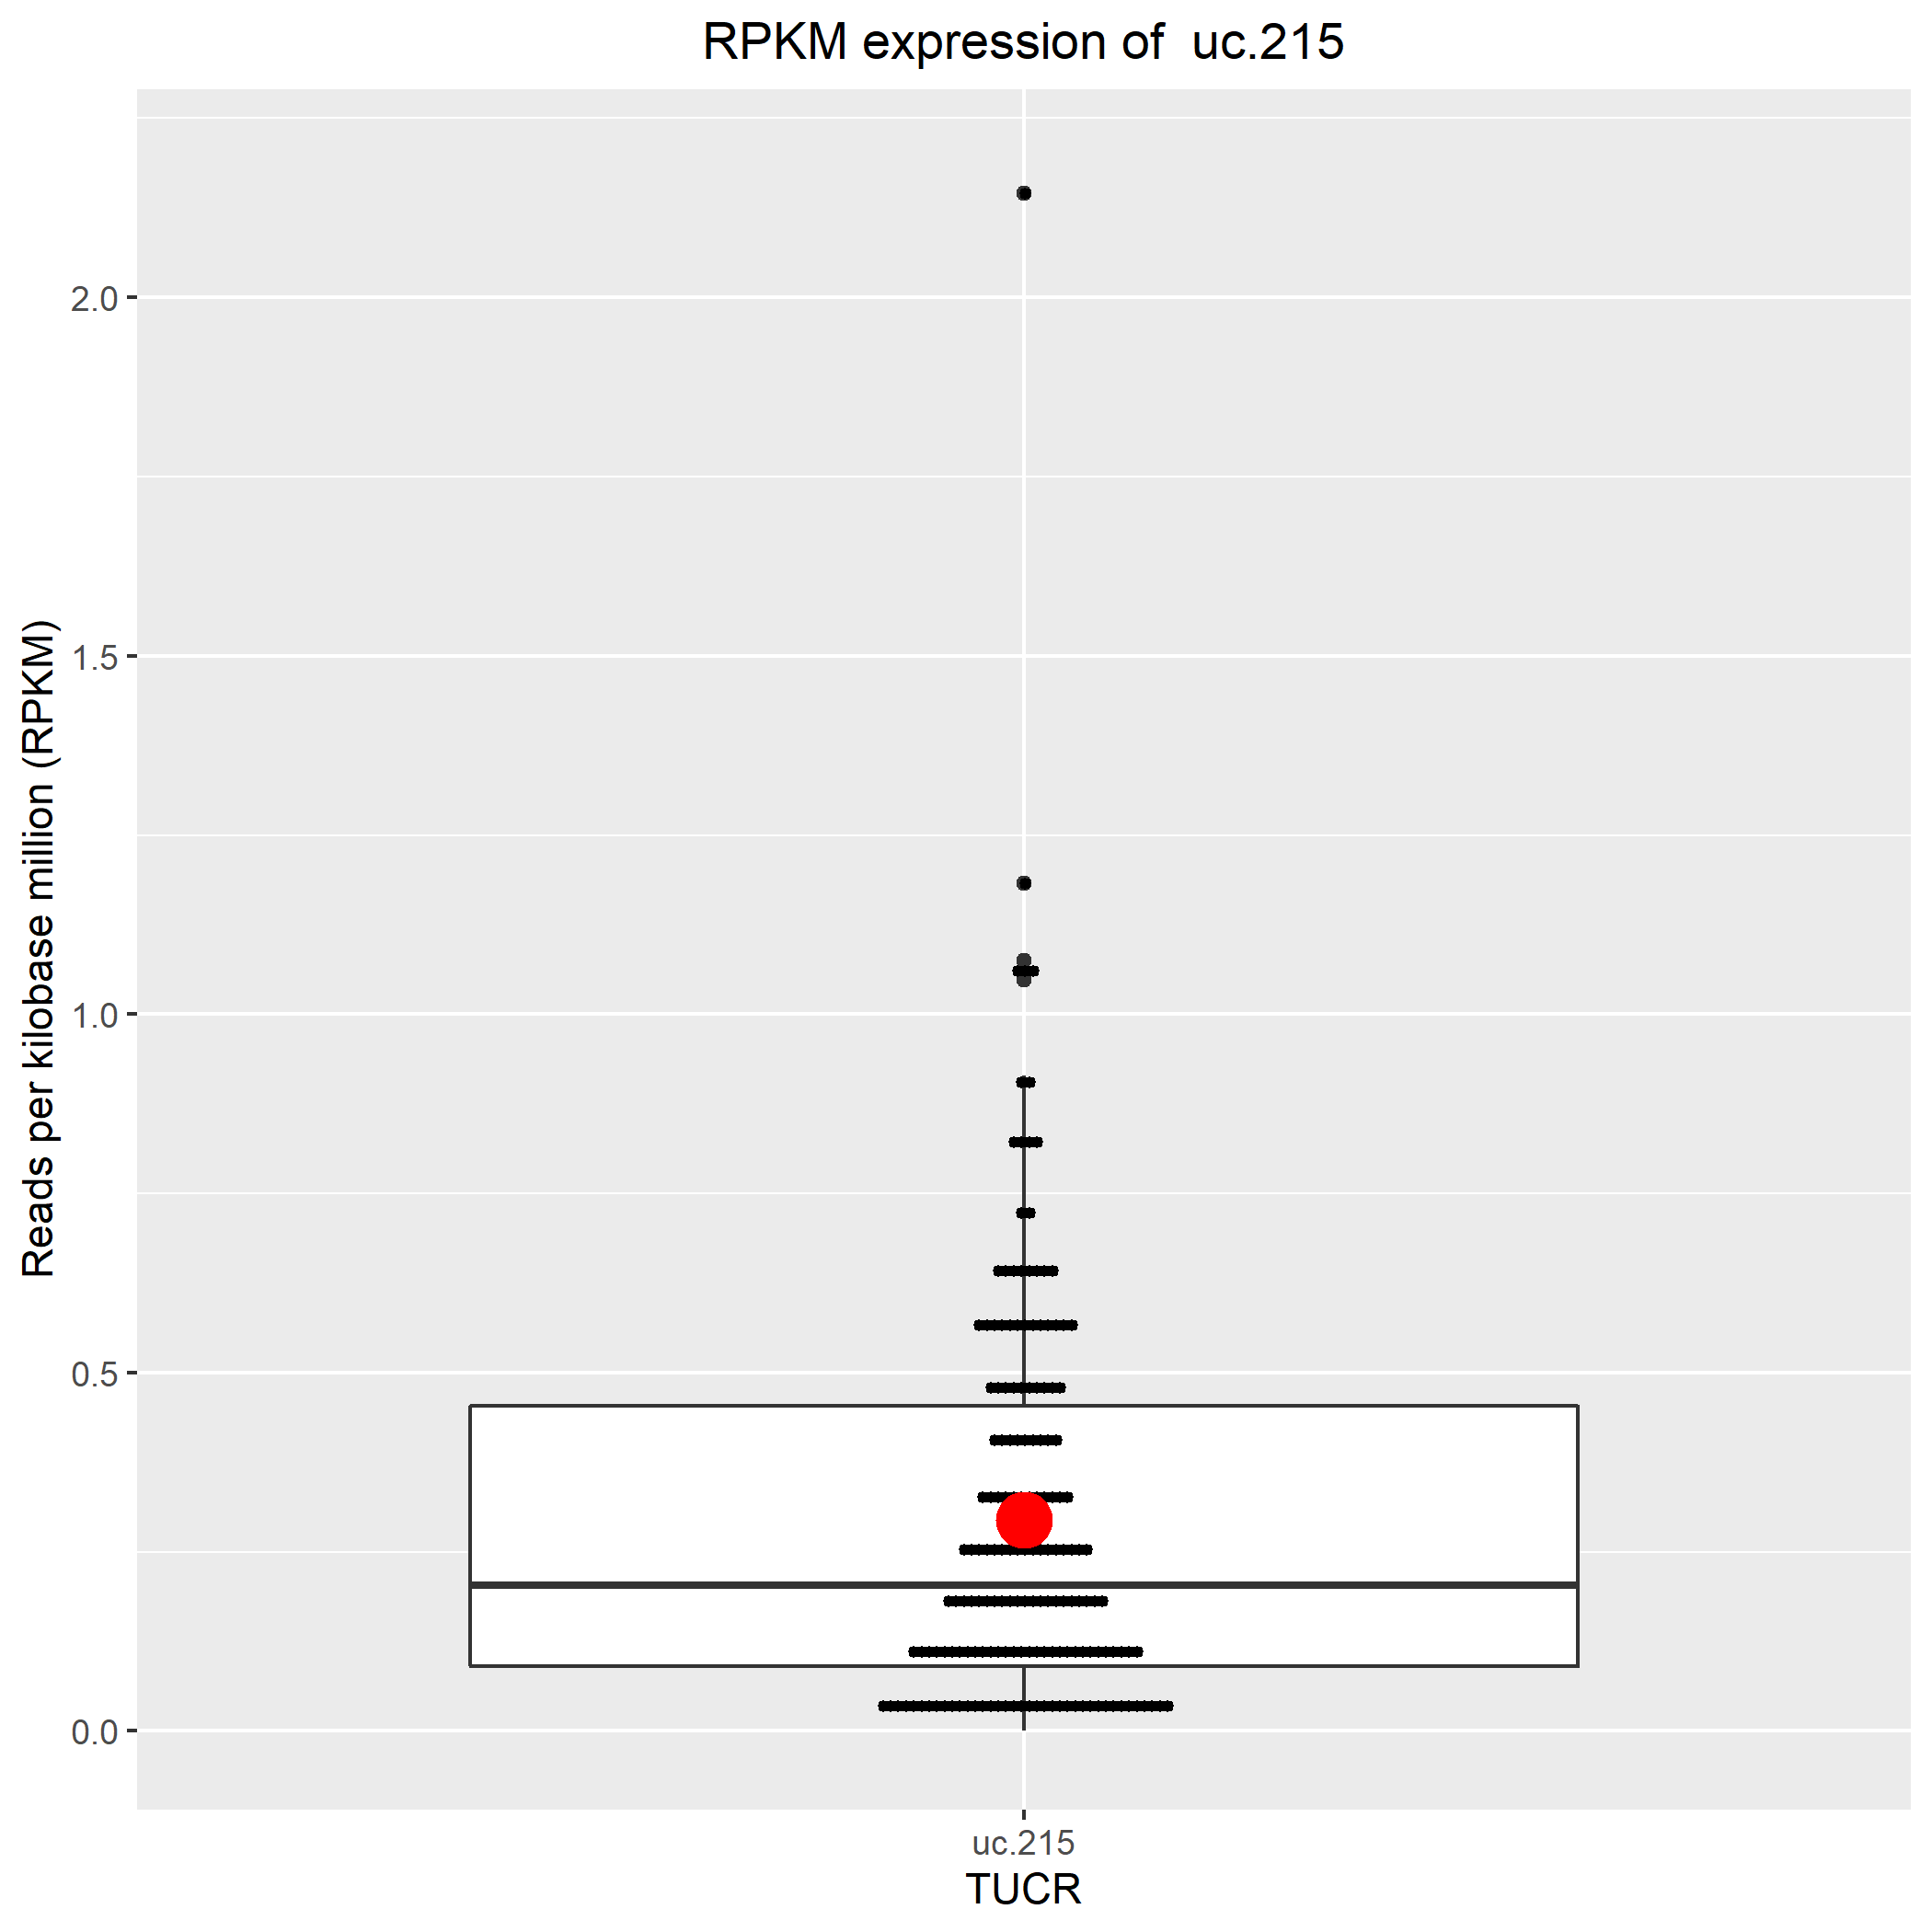 RPKM expression of  uc.215
Reads per kilobase million (RPKM)
2.0
1.5
1.0
0.5
0.0
uc.215
TUCR